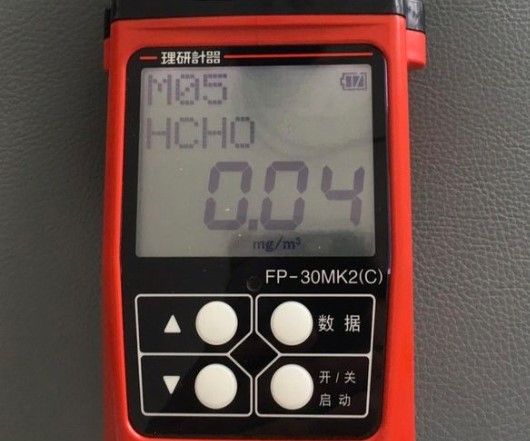 理研計器
M05
HCHO
0.04
mg/m³
FP-30MK2(C)
▲
数据
▼
开/关
启动